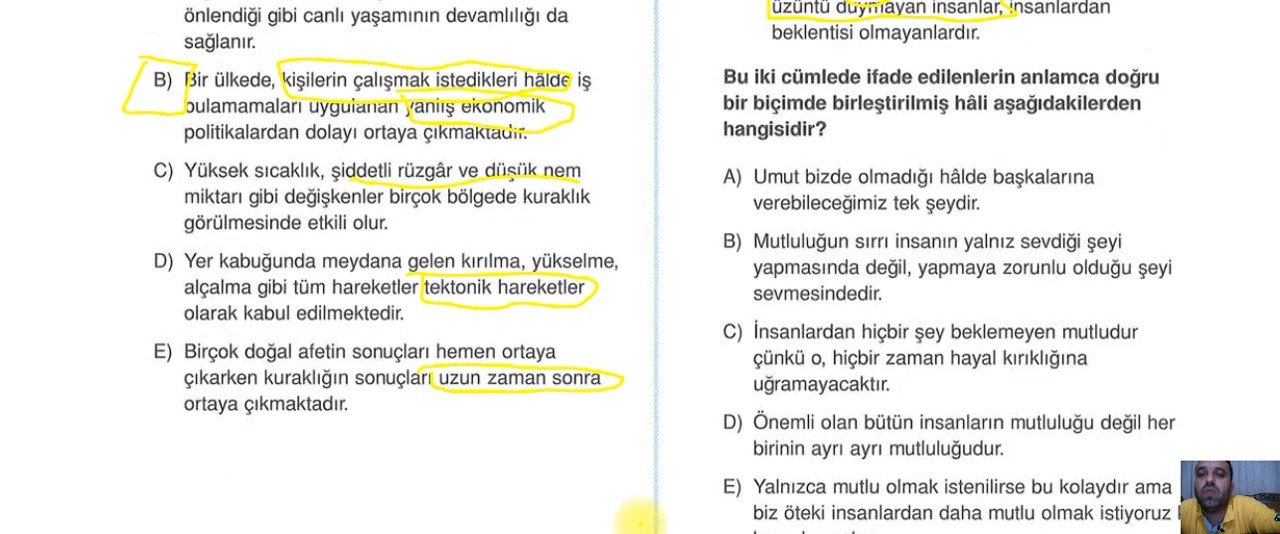 önlendiği gibi canlı yaşamının devamlılığı da
sağlanır.
B) Bir ülkede, kişilerin çalışmak istedikleri hâlde iş
bulamamaları uygulanan yanlış ekonomik
politikalardan dolayı ortaya çıkmaktadır.
C) Yüksek sıcaklık, şiddetli rüzgâr ve düşük nem
miktarı gibi değişkenler birçok bölgede kuraklık
görülmesinde etkili olur.
D) Yer kabuğunda meydana gelen kırılma, yükselme,
alçalma gibi tüm hareketler tektonik hareketler
olarak kabul edilmektedir.
E) Birçok doğal afetin sonuçları hemen ortaya
çıkarken kuraklığın sonuçları uzun zaman sonra
ortaya çıkmaktadır.
üzüntü duymayan insanlar, insanlardan
beklentisi olmayanlardır.
Bu iki cümlede ifade edilenlerin anlamca doğru
bir biçimde birleştirilmiş hâli aşağıdakilerden
hangisidir?
A) Umut bizde olmadığı hâlde başkalarına
verebileceğimiz tek şeydir.
B) Mutluluğun sırrı insanın yalnız sevdiği şeyi
yapmasında değil, yapmaya zorunlu olduğu şeyi
sevmesindedir.
C) İnsanlardan hiçbir şey beklemeyen mutludur
çünkü o, hiçbir zaman hayal kırıklığına
uğramayacaktır.
D) Önemli olan bütün insanların mutluluğu değil her
birinin ayrı ayrı mutluluğudur.
E) Yalnızca mutlu olmak istenilirse bu kolaydır ama
biz öteki insanlardan daha mutlu olmak istiyoruz